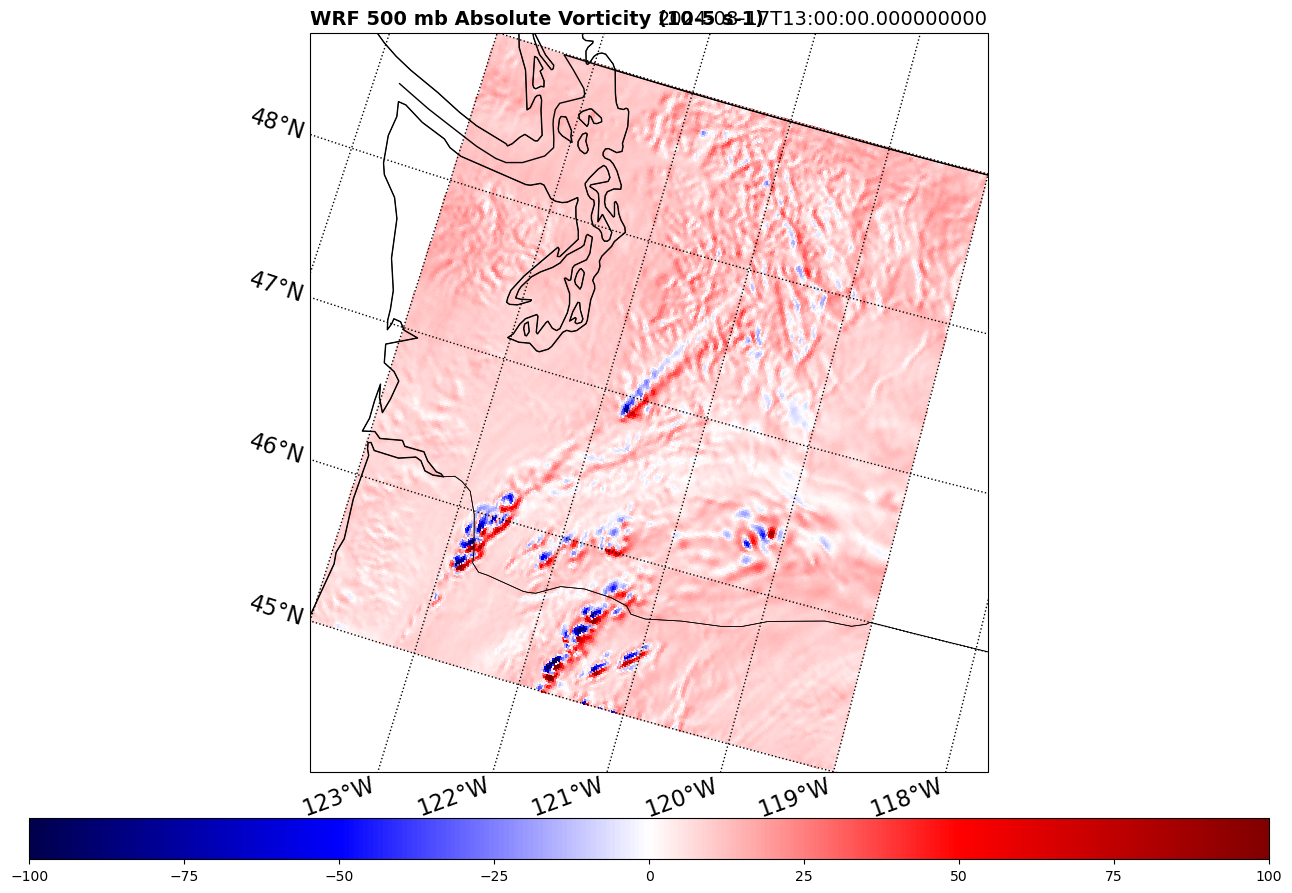 WRF 500 mb Absolute Vorticity (10-5 s-1)
2024-08-17T13:00:00.000000000
48°N
47°N
46°N
45°N
123°W 122°W 121°W 120°W 119°W 118°W
−100 −75 −50 −25 0 25 50 75 100